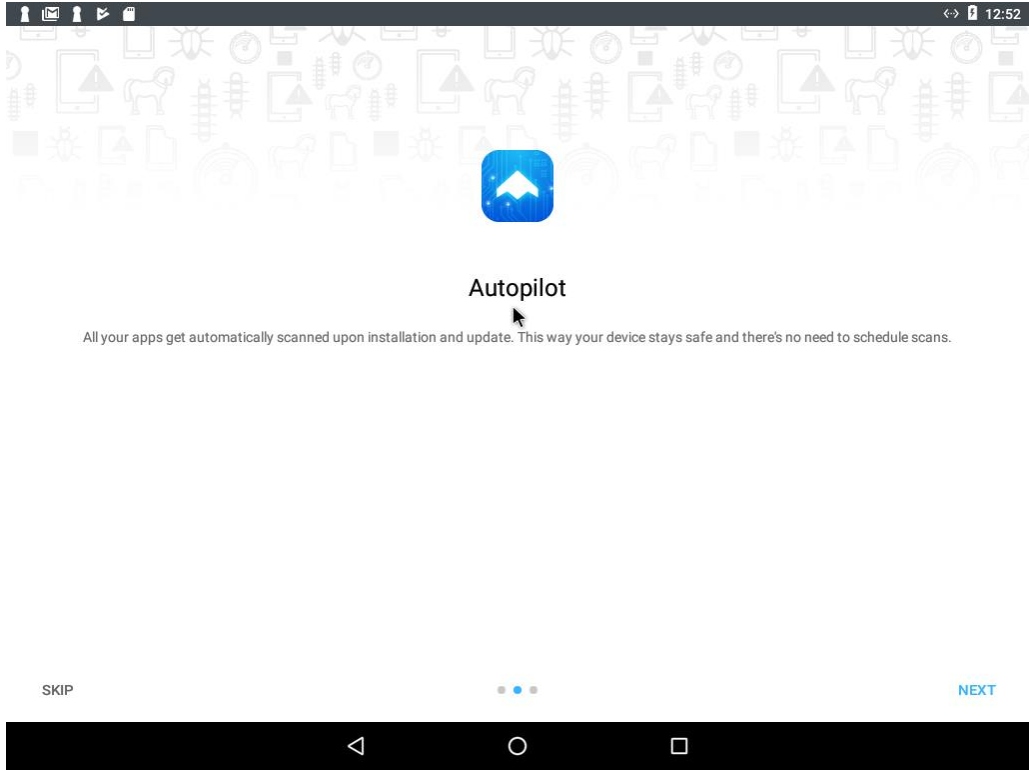 12:52
Autopilot
All your apps get automatically scanned upon installation and update. This way your device stays safe and there's no need to schedule scans.
SKIP
NEXT